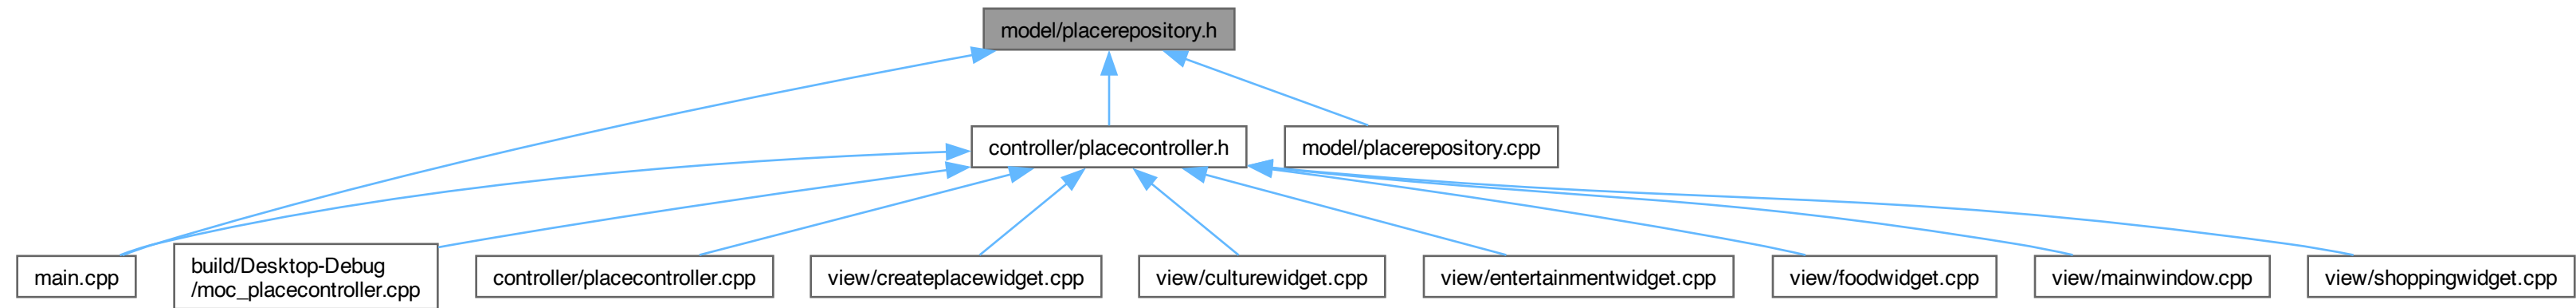 model/placerepository.h
controller/placecontroller.h
model/placerepository.cpp
main.cpp
build/Desktop-Debug
/moc_placecontroller.cpp
controller/placecontroller.cpp
view/createplacewidget.cpp
view/culturewidget.cpp
view/entertainmentwidget.cpp
view/foodwidget.cpp
view/mainwindow.cpp
view/shoppingwidget.cpp